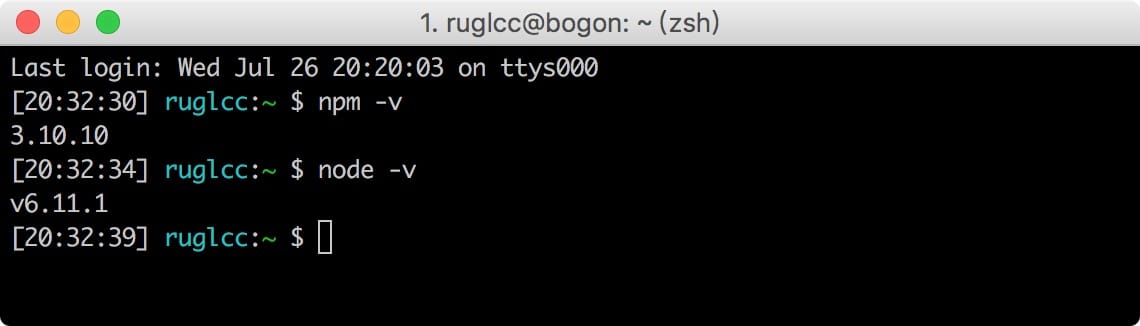 1. ruglcc@bogon: ~ (zsh)
Last login: Wed Jul 26 20:20:03 on ttys000
[20:32:30] ruglcc:~ $ npm -v
3.10.10
[20:32:34] ruglcc:~ $ node -v
v6.11.1
[20:32:39] ruglcc:~ $